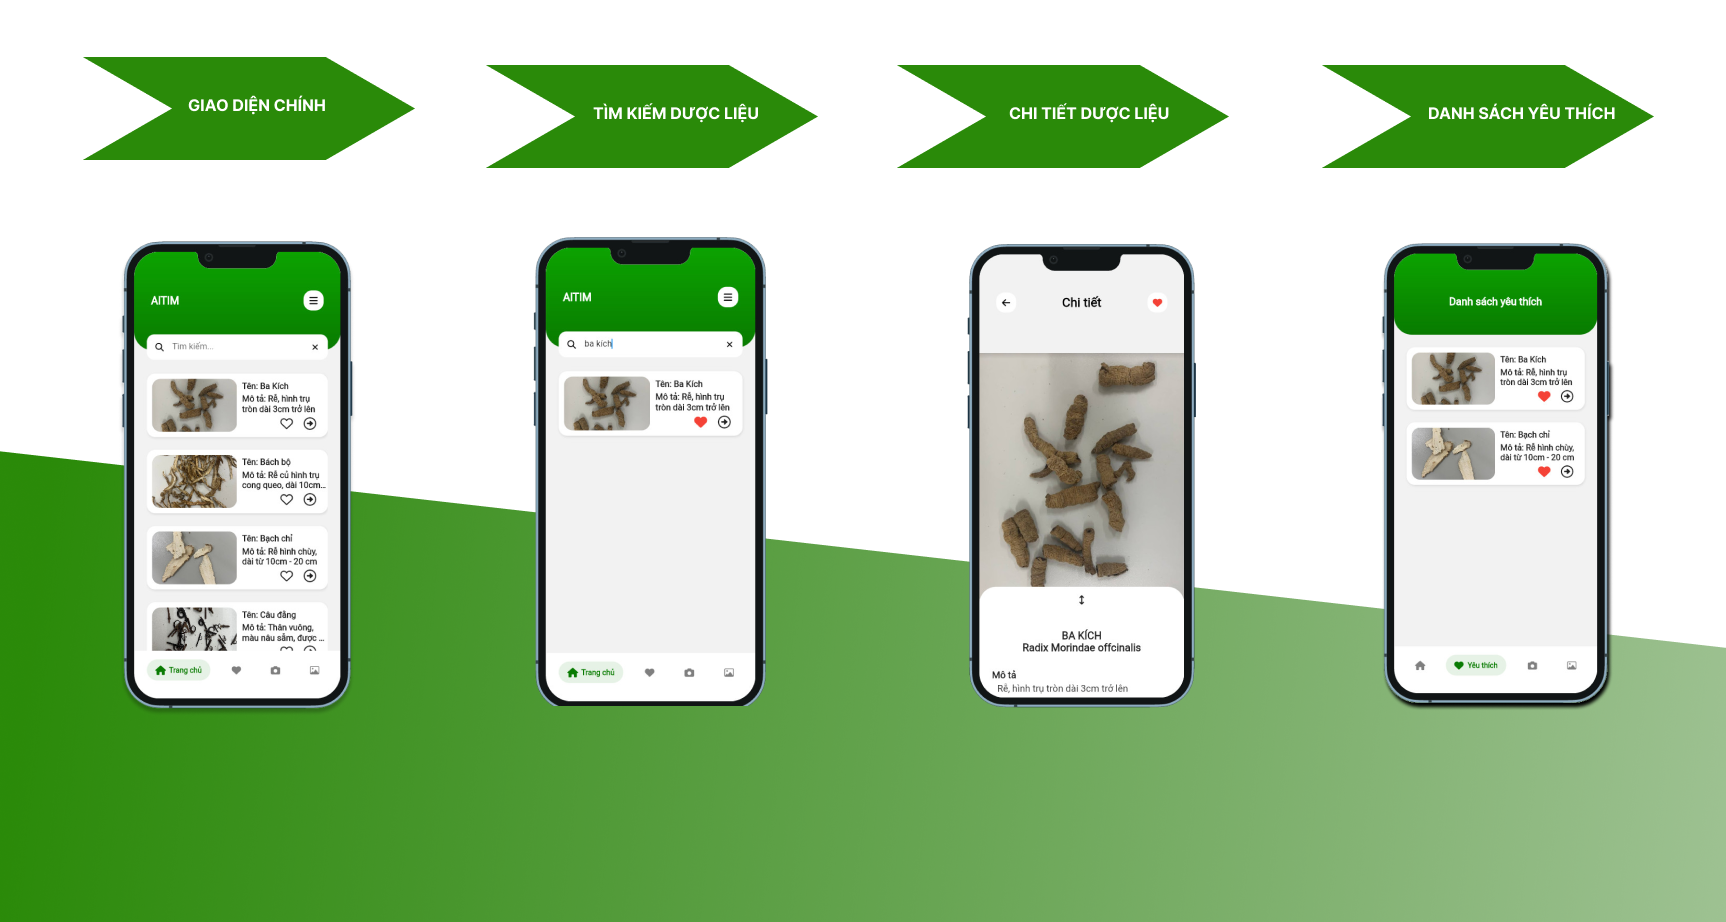 GIAO DIỆN CHÍNH
TÌM KIẾM DƯỢC LIỆU
CHI TIẾT DƯỢC LIỆU
DANH SÁCH YÊU THÍCH
AITIM
Tìm kiếm...
Tên: Ba Kích
Mô tả: Rễ, hình trụ
tròn dài 3cm trở lên
Tên: Bách bộ
Mô tả: Rễ củ hình trụ
cong queo, dài 10cm...
Tên: Bạch chỉ
Mô tả: Rễ hình chùy,
dài từ 10cm - 20 cm
Tên: Câu đằng
Mô tả: Thân vuông,
màu nâu sẫm, được ...
Trang chủ
AITIM
ba kích
Tên: Ba Kích
Mô tả: Rễ, hình trụ
tròn dài 3cm trở lên
Trang chủ
Chi tiết
BA KÍCH
Radix Morindae offcinalis
Mô tả
Rễ, hình trụ tròn dài 3cm trở lên
Danh sách yêu thích
Tên: Ba Kích
Mô tả: Rễ, hình trụ
tròn dài 3cm trở lên
Tên: Bạch chỉ
Mô tả: Rễ hình chùy,
dài từ 10cm - 20 cm
Yêu thích